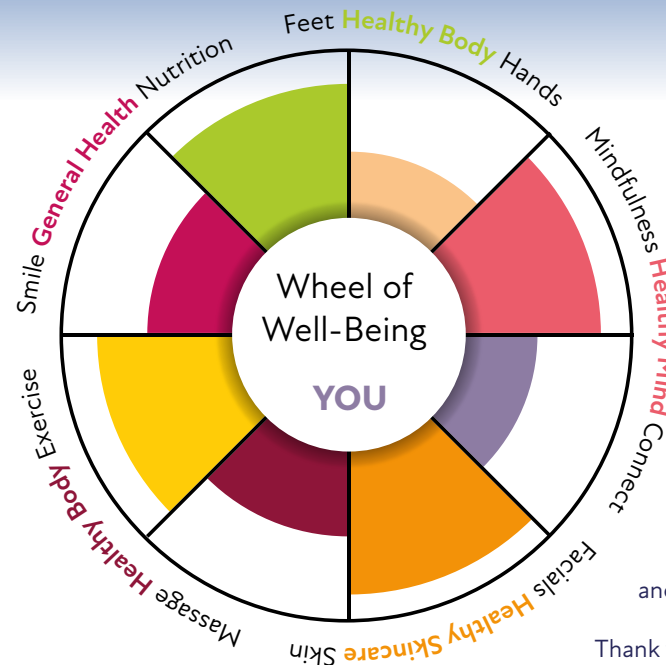 Feet Healthy Body Hands
Mindfulness Healthy Mind Connect
Facials Healthy Skincare Skin
Massage Healthy Body Exercise
Smile General Health Nutrition
Wheel of
Well-Being
YOU
Thank